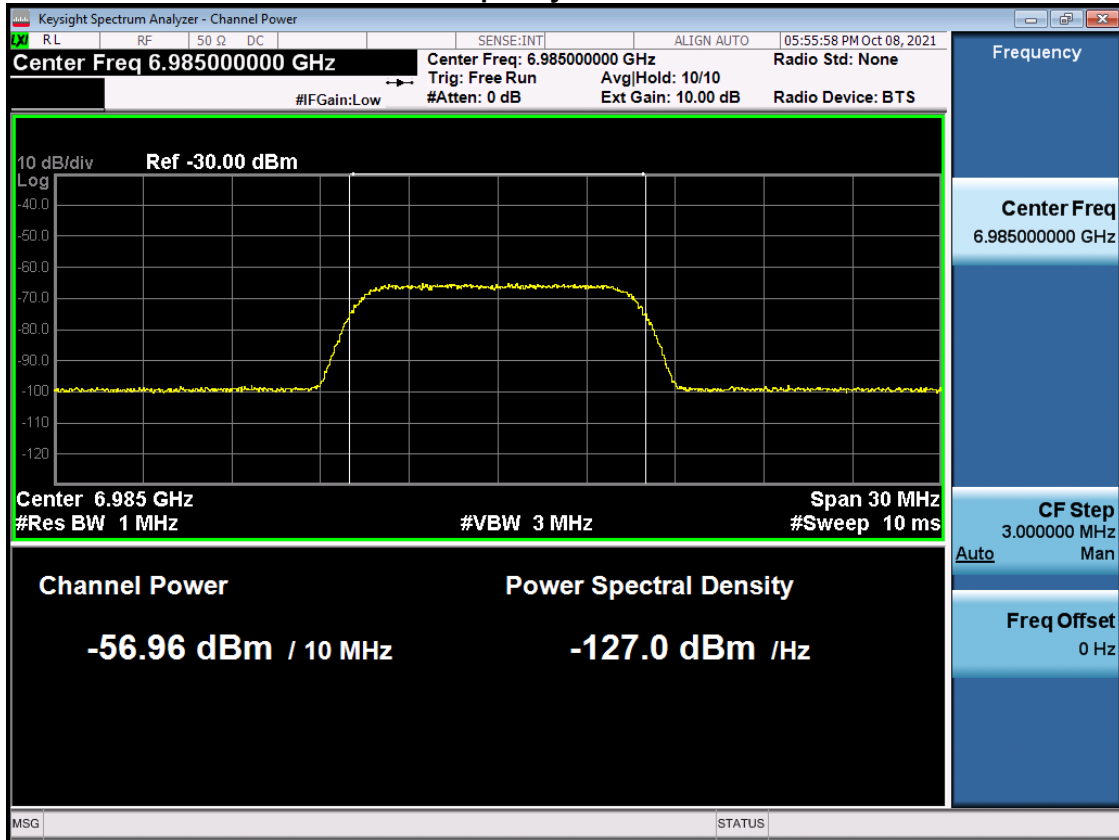 Keysight Spectrum Analyzer - Channel Power
LXI RL RF 50 Ω DC SENSE:INT ALIGN AUTO 05:55:58 PM Oct 08, 2021
Center Freq 6.985000000 GHz
#IFGain:Low
Center Freq: 6.985000000 GHz
Trig: Free Run Avg|Hold: 10/10
#Atten: 0 dB Ext Gain: 10.00 dB
Radio Std: None
Radio Device: BTS
10 dB/div Ref -30.00 dBm
Log
-40.0
-50.0
-60.0
-70.0
-80.0
-90.0
-100
-110
-120
Center 6.985 GHz Span 30 MHz
#Res BW 1 MHz #VBW 3 MHz #Sweep 10 ms
Channel Power Power Spectral Density
-56.96 dBm / 10 MHz -127.0 dBm /Hz
Frequency
Center Freq
6.985000000 GHz
CF Step
3.000000 MHz
Auto Man
Freq Offset
0 Hz
MSG STATUS